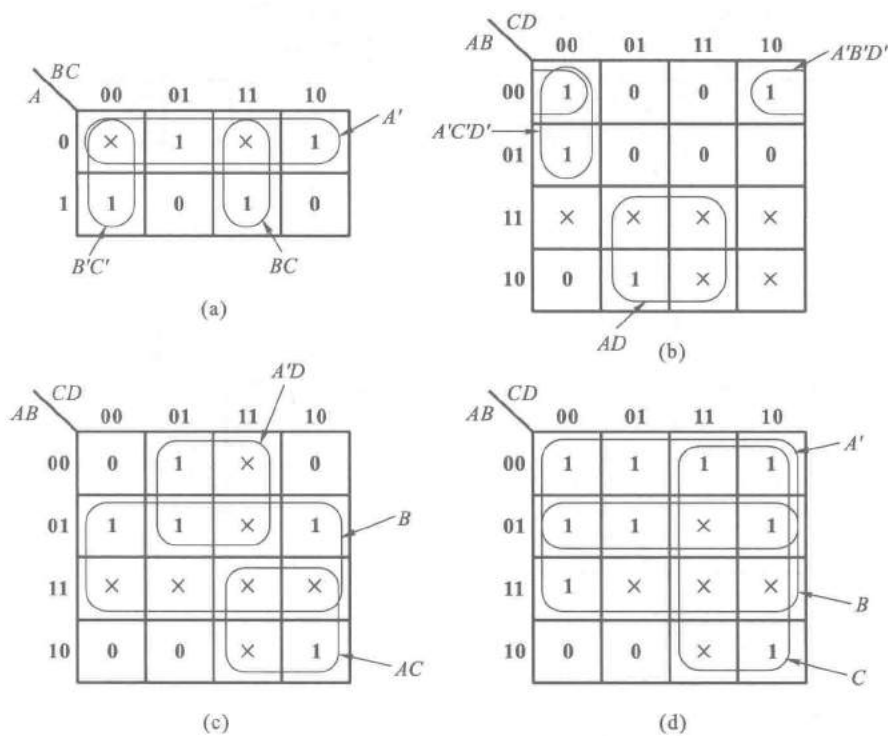 BC
A
00 01 11 10
0 × 1 × 1
A'
1 1 0 1 0
B'C'
BC
(a)
CD
AB
00 01 11 10
A'B'D'
00 1 0 0 1
A'C'D'
01 1 0 0 0
11 × × × ×
10 0 1 × ×
AD
(b)
A'D
CD
AB
00 01 11 10
00 0 1 × 0
01 1 1 × 1
B
11 × × × ×
10 0 0 × 1
AC
(c)
CD
AB
00 01 11 10
A'
00 1 1 1 1
01 1 1 × 1
11 1 × × ×
B
10 0 0 × 1
C
(d)